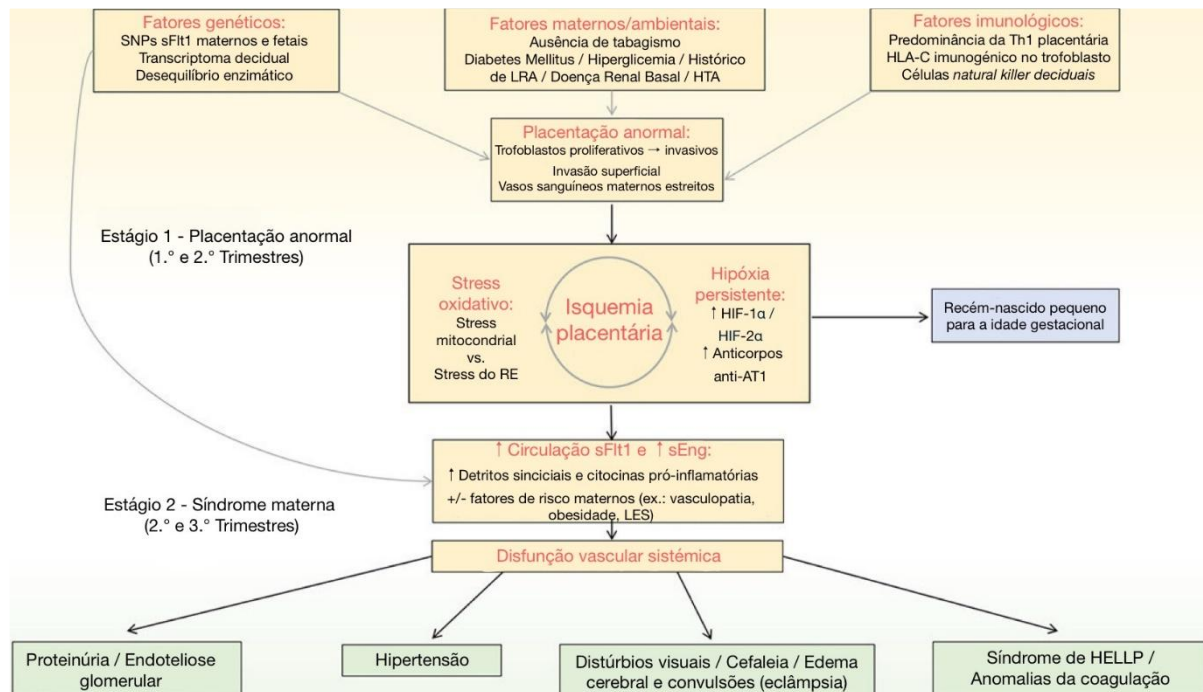 Fatores genéticos:
SNPs sFlt1 maternos e fetais
Transcriptoma decidual
Desequilíbrio enzimático
Fatores maternos/ambientais:
Ausência de tabagismo
Diabetes Mellitus / Hiperglicemia / Histórico
de LRA / Doença Renal Basal / HTA
Fatores imunológicos:
Predominância da Th1 placentária
HLA-C imunogénico no trofoblasto
Células natural killer deciduais
Placentação anormal:
Trofoblastos proliferativos → invasivos
Invasão superficial
Vasos sanguíneos maternos estreitos
Estágio 1 - Placentação anormal
(1.° e 2.° Trimestres)
Stress
oxidativo:
Stress
mitocondrial
vs.
Stress do RE
Isquemia
placentária
Hipóxia
persistente:
↑ HIF-1α /
HIF-2α
↑ Anticorpos
anti-AT1
Recém-nascido pequeno
para a idade gestacional
↑ Circulação sFlt1 e ↑ sEng:
↑ Detritos sinciciais e citocinas pró-inflamatórias
+/- fatores de risco maternos (ex.: vasculopatia,
obesidade, LES)
Estágio 2 - Síndrome materna
(2.° e 3.° Trimestres)
Disfunção vascular sistémica
Proteinúria / Endoteliose
glomerular
Hipertensão
Distúrbios visuais / Cefaleia / Edema
cerebral e convulsões (eclâmpsia)
Síndrome de HELLP /
Anomalias da coagulação